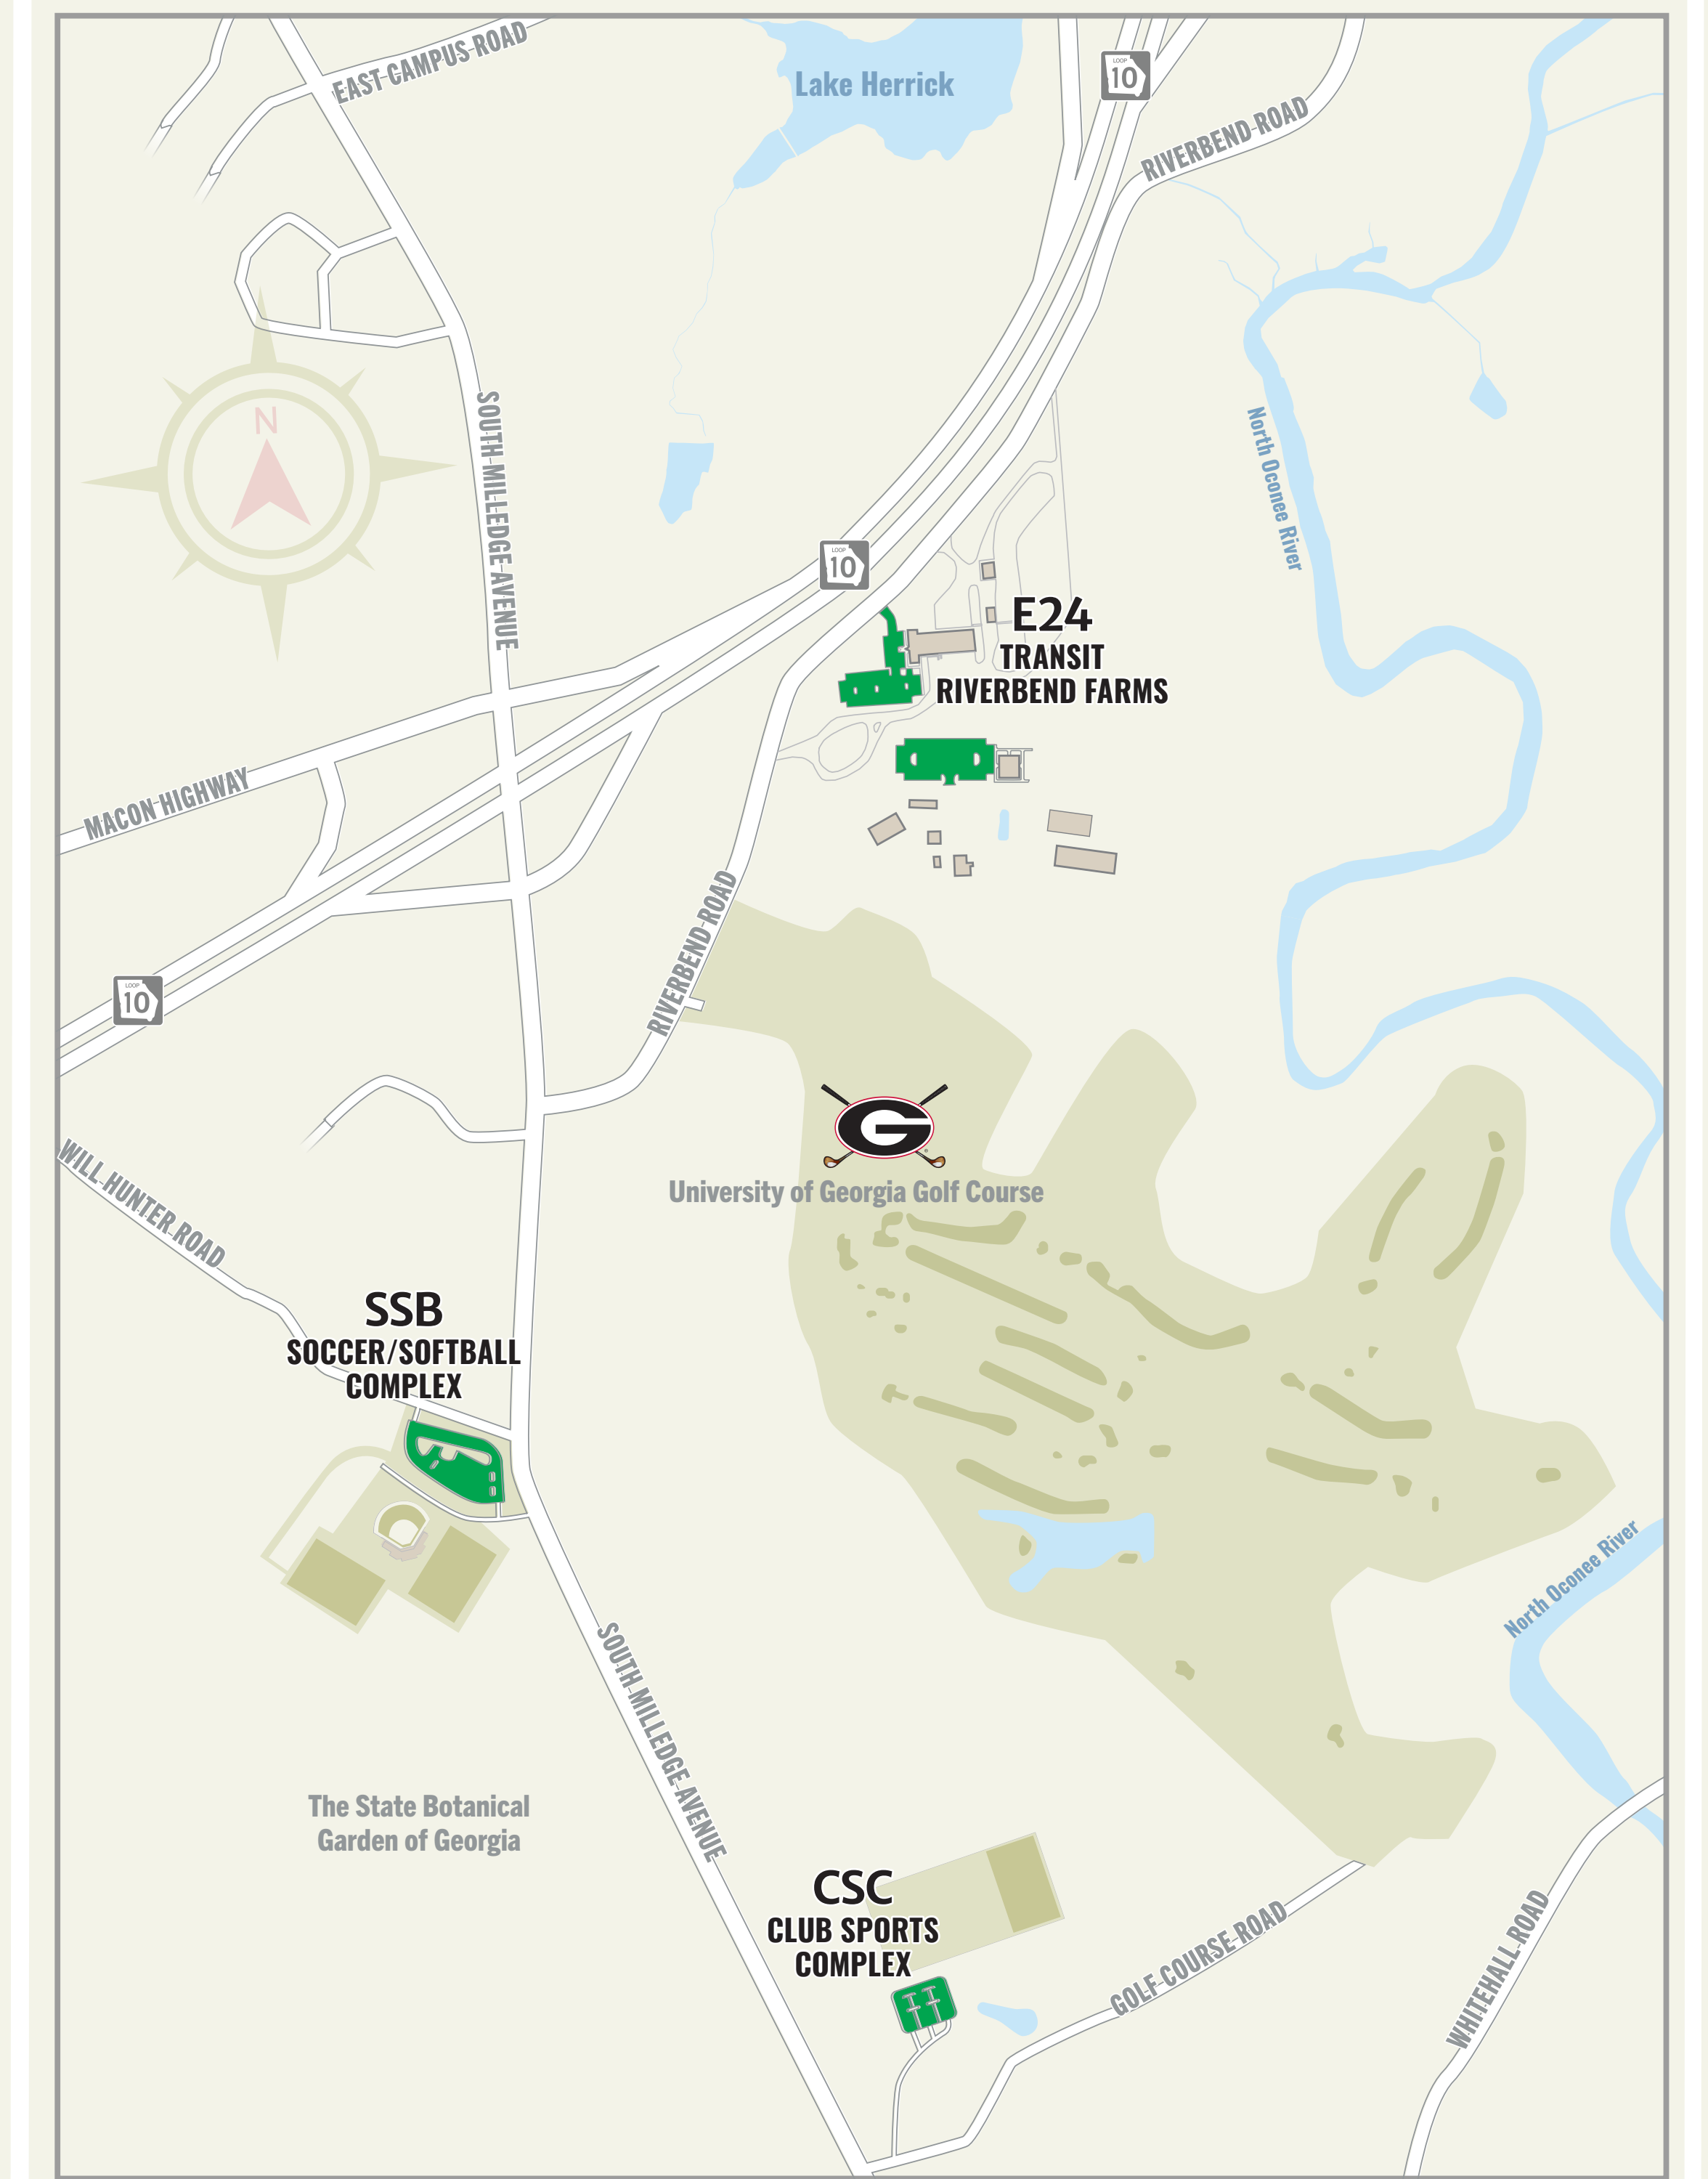 EAST CAMPUS ROAD
Lake Herrick
LOOP
10
RIVERBEND ROAD
N
SOUTH MILLEDGE AVENUE
North Oconee River
LOOP
10
E24
TRANSIT
RIVERBEND FARMS
MACON HIGHWAY
RIVERBEND ROAD
LOOP
10
G
University of Georgia Golf Course
WILL HUNTER ROAD
SSB
SOCCER/SOFTBALL
COMPLEX
North Oconee River
SOUTH MILLEDGE AVENUE
The State Botanical
Garden of Georgia
CSC
CLUB SPORTS
COMPLEX
GOLF COURSE ROAD
WHITEHALL ROAD